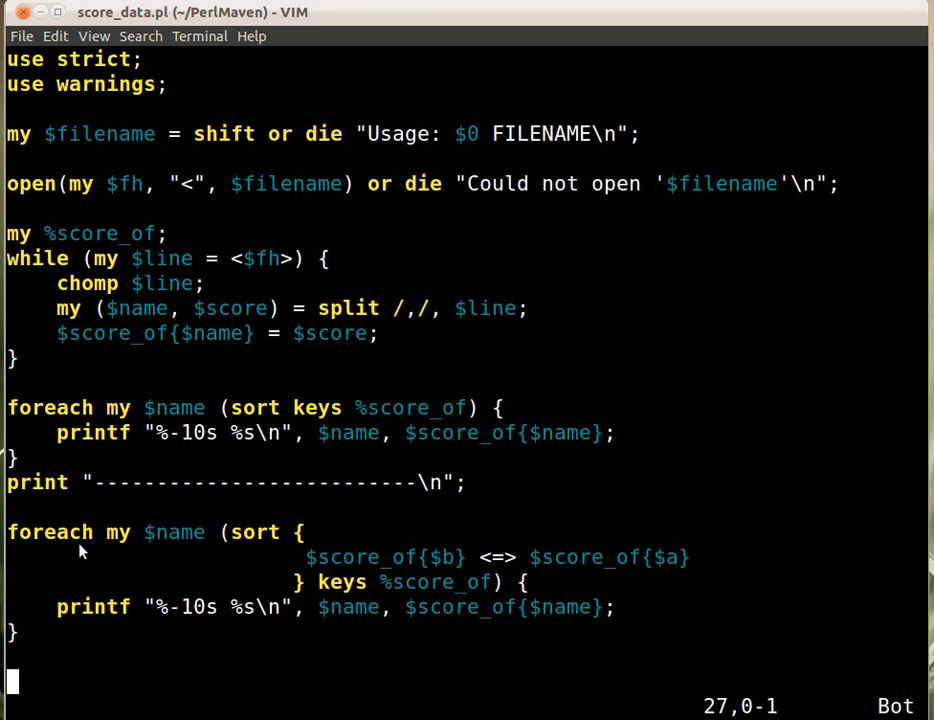 score_data.pl (~/PerlMaven) - VIM
File Edit View Search Terminal Help
use strict;
use warnings;
my $filename = shift or die "Usage: $0 FILENAME\n";
open(my $fh, "<", $filename) or die "Could not open '$filename'\n";
my %score_of;
while (my $line = <$fh>) {
    chomp $line;
    my ($name, $score) = split /,/, $line;
    $score_of{$name} = $score;
}
foreach my $name (sort keys %score_of) {
    printf "%-10s %s\n", $name, $score_of{$name};
}
print "--------------------------\n";
foreach my $name (sort {
                        $score_of{$b} <=> $score_of{$a}
                       } keys %score_of) {
    printf "%-10s %s\n", $name, $score_of{$name};
}
27,0-1 Bot